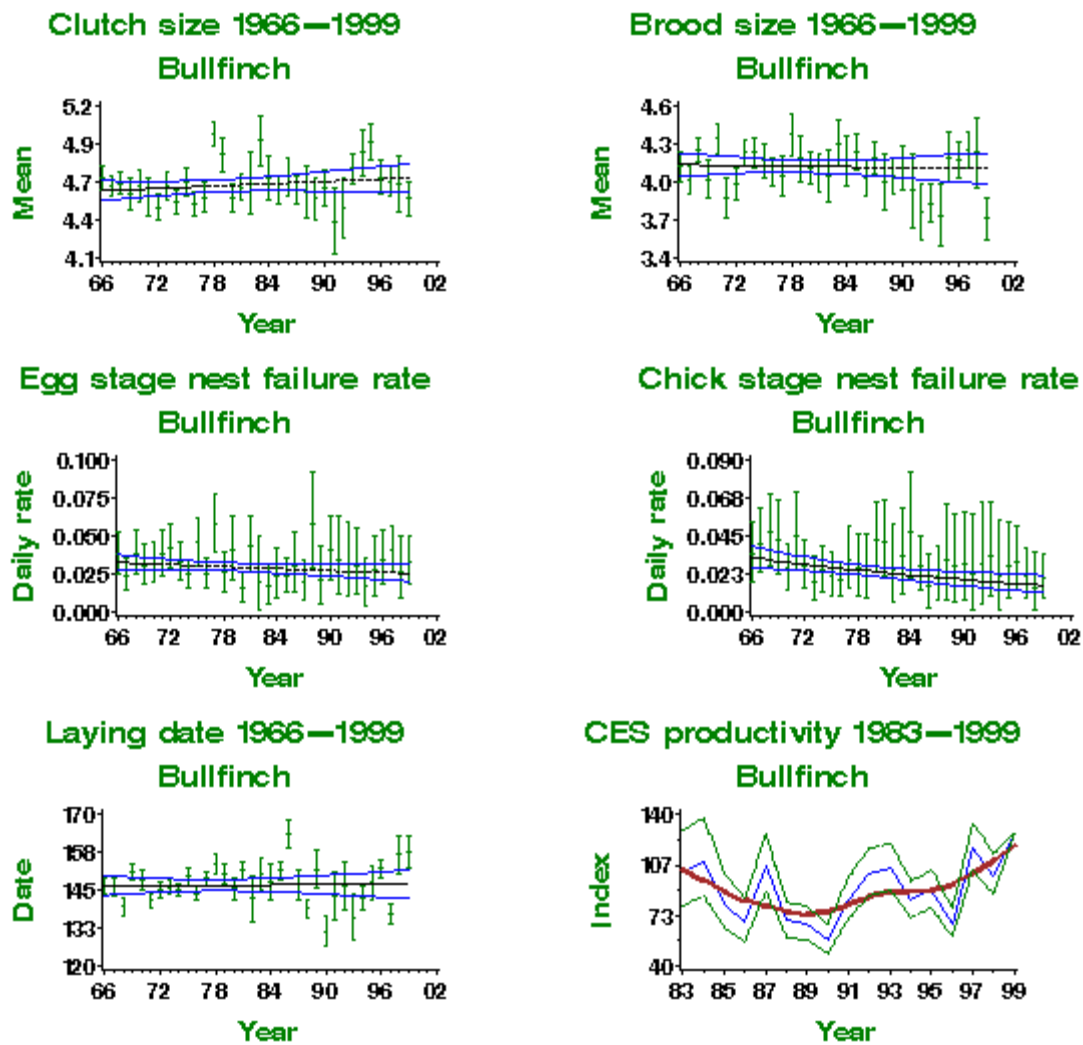 Clutch size 1966—1999
Bullfinch
5.2
4.9
4.7
4.4
4.1
Mean
66 72 78 84 90 96 02
Year
Brood size 1966—1999
Bullfinch
4.6
4.3
4.0
3.7
3.4
Mean
66 72 78 84 90 96 02
Year
Egg stage nest failure rate
Bullfinch
0.100
0.075
0.050
0.025
0.000
Daily rate
66 72 78 84 90 96 02
Year
Chick stage nest failure rate
Bullfinch
0.090
0.068
0.045
0.023
0.000
Daily rate
66 72 78 84 90 96 02
Year
Laying date 1966—1999
Bullfinch
170
158
145
133
120
Date
66 72 78 84 90 96 02
Year
CES productivity 1983—1999
Bullfinch
140
107
73
40
Index
83 85 87 89 91 93 95 97 99
Year